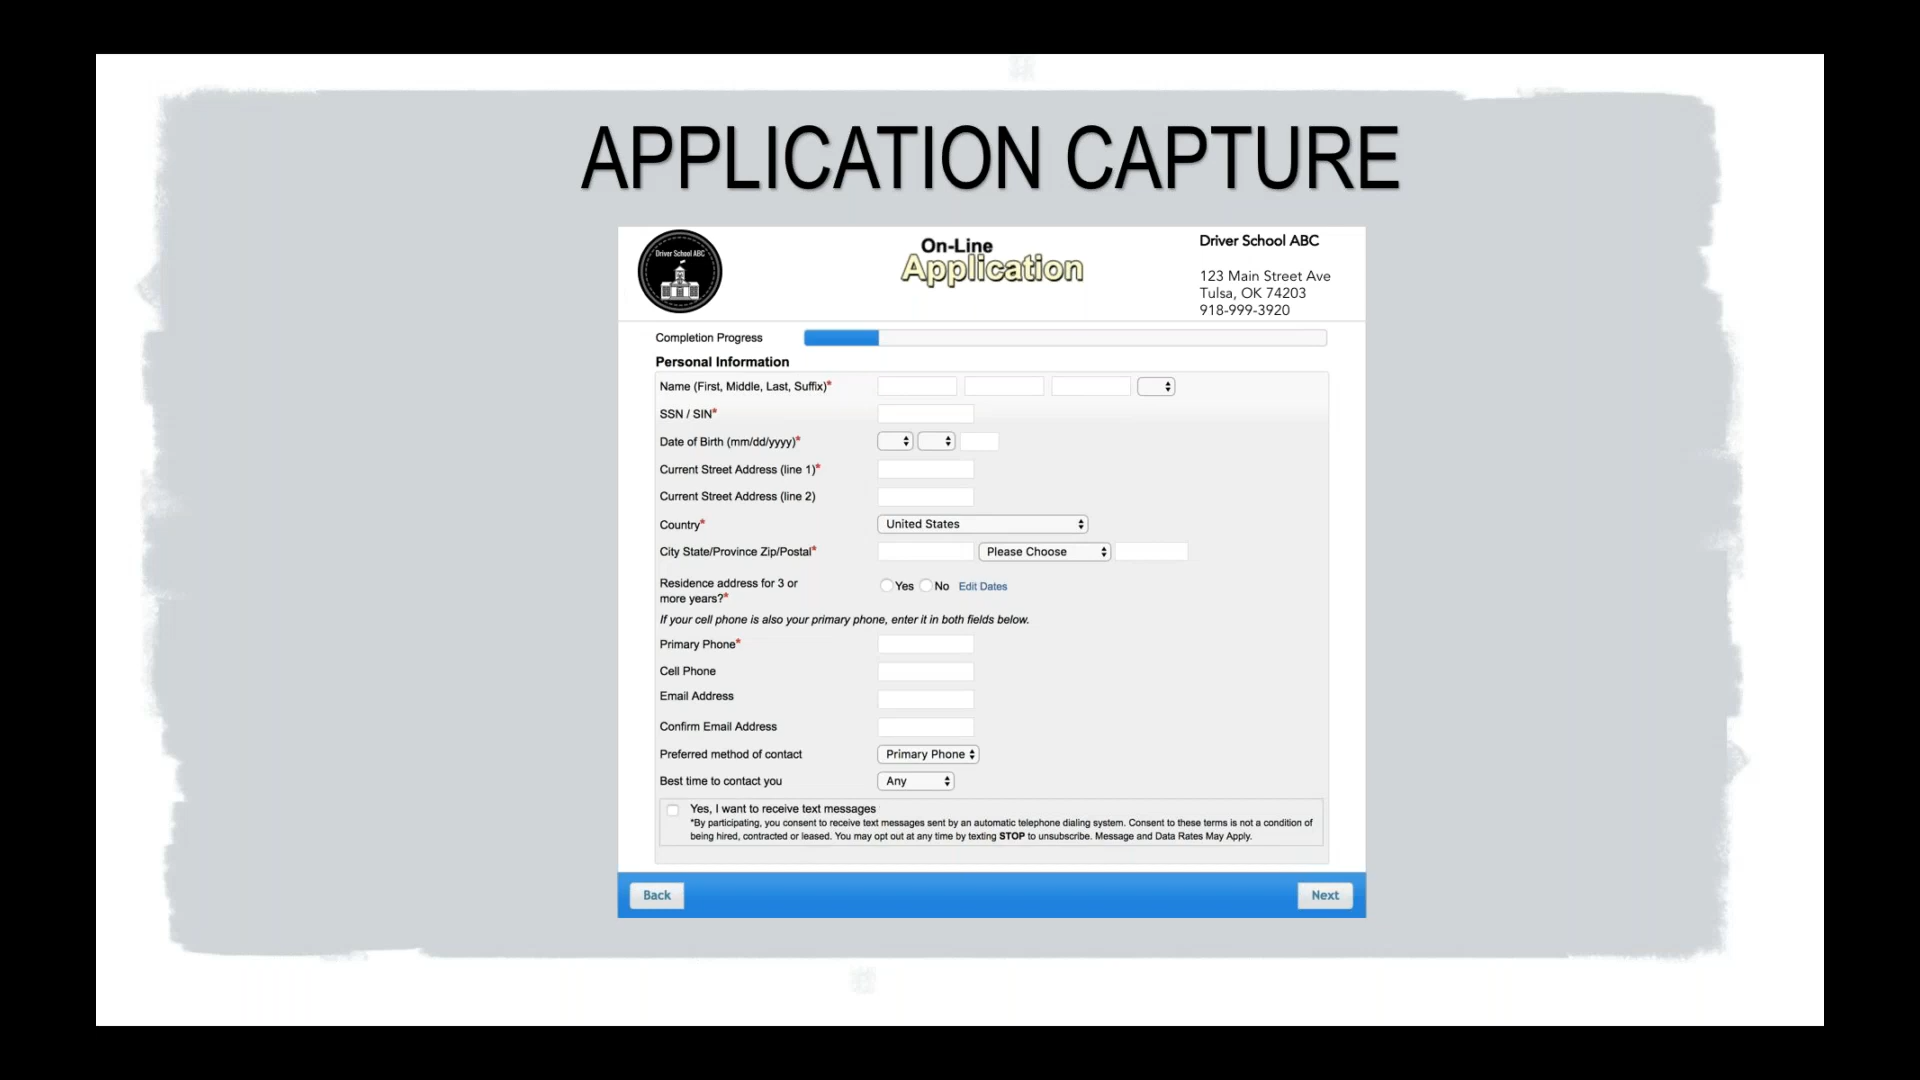 APPLICATION CAPTURE
Driver School ABC
On-Line
Application
Driver School ABC
123 Main Street Ave
Tulsa, OK 74203
918-999-3920
Completion Progress
Personal Information
Name (First, Middle, Last, Suffix)*
SSN / SIN*
Date of Birth (mm/dd/yyyy)*
Current Street Address (line 1)*
Current Street Address (line 2)
Country* United States
City State/Province Zip/Postal* Please Choose
Residence address for 3 or
more years?* Yes No Edit Dates
If your cell phone is also your primary phone, enter it in both fields below.
Primary Phone*
Cell Phone
Email Address
Confirm Email Address
Preferred method of contact Primary Phone
Best time to contact you Any
Yes, I want to receive text messages
*By participating, you consent to receive text messages sent by an automatic telephone dialing system. Consent to these terms is not a condition of
being hired, contracted or leased. You may opt out at any time by texting STOP to unsubscribe. Message and Data Rates May Apply.
Back Next